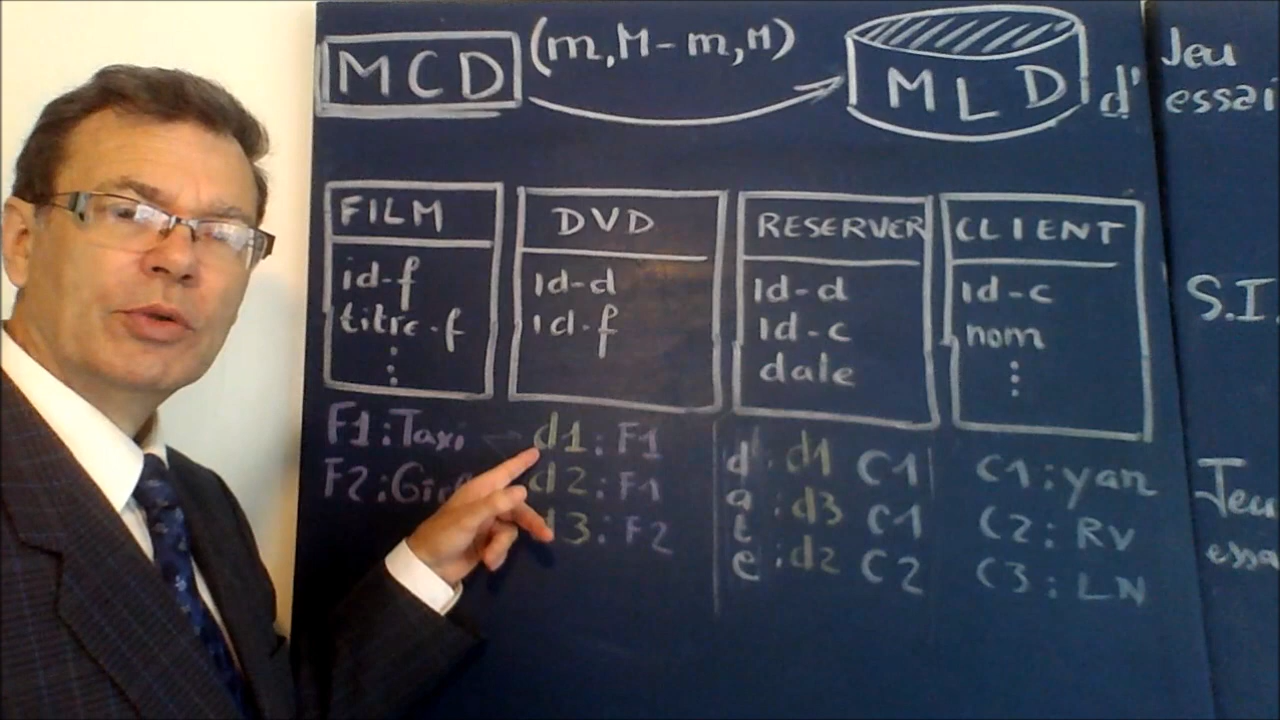 MCD (m,M-m,M) MLD
Jeu
d'essai
FILM
id-f
titre-f
DVD
id-d
id-f
RESERVER
id-d
id-c
date
CLIENT
id-c
nom
S.I.
F1:Taxi
F2:
d1:F1
d2:F1
d3:F2
date
:d1 C1
:d3 C1
:d2 C2
C1:yan
C2:RV
C3:LN
Jeu